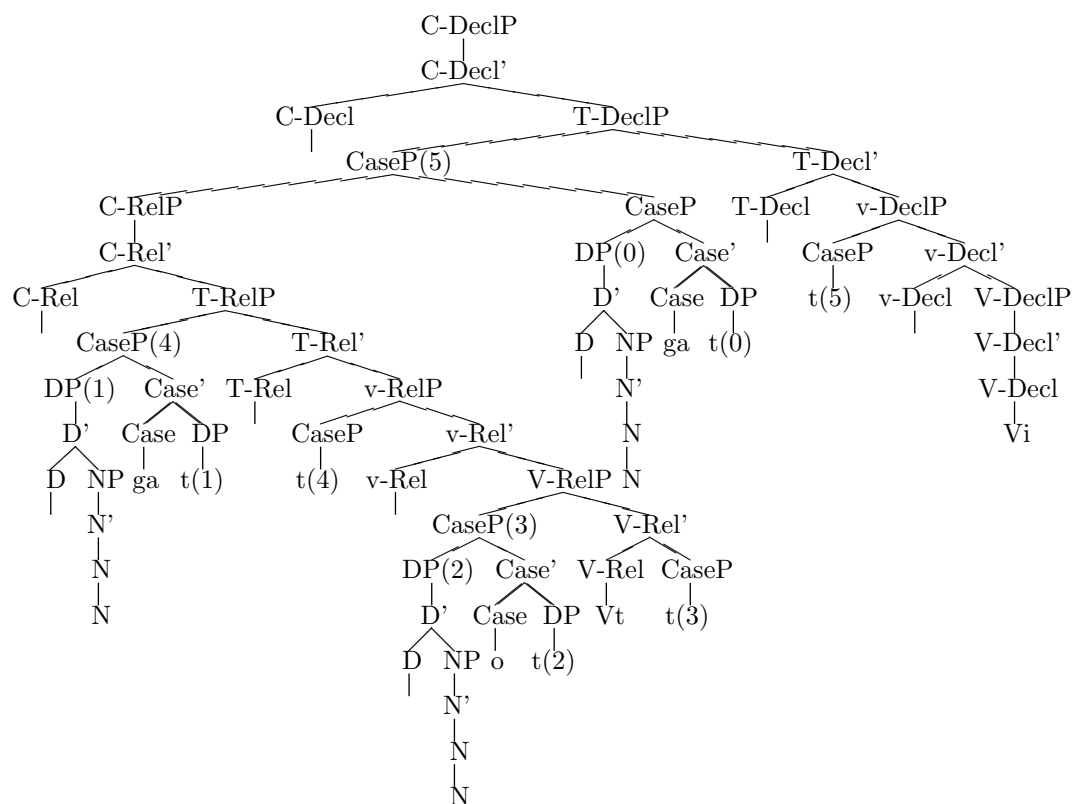 C-DeclP
C-Decl’
C-Decl T-DeclP
CaseP(5) T-Decl’
C-RelP CaseP T-Decl v-DeclP
C-Rel’ DP(0) Case’ CaseP v-Decl’
C-Rel T-RelP D’ Case DP t(5) v-Decl V-DeclP
CaseP(4) T-Rel’ D NP ga t(0) V-Decl’
DP(1) Case’ T-Rel v-RelP N’ V-Decl
D’ Case DP CaseP v-Rel’ N Vi
D NP ga t(1) t(4) v-Rel V-RelP N
N’ CaseP(3) V-Rel’
N DP(2) Case’ V-Rel CaseP
N D’ Case DP Vt t(3)
D NP o t(2)
N’
N
N